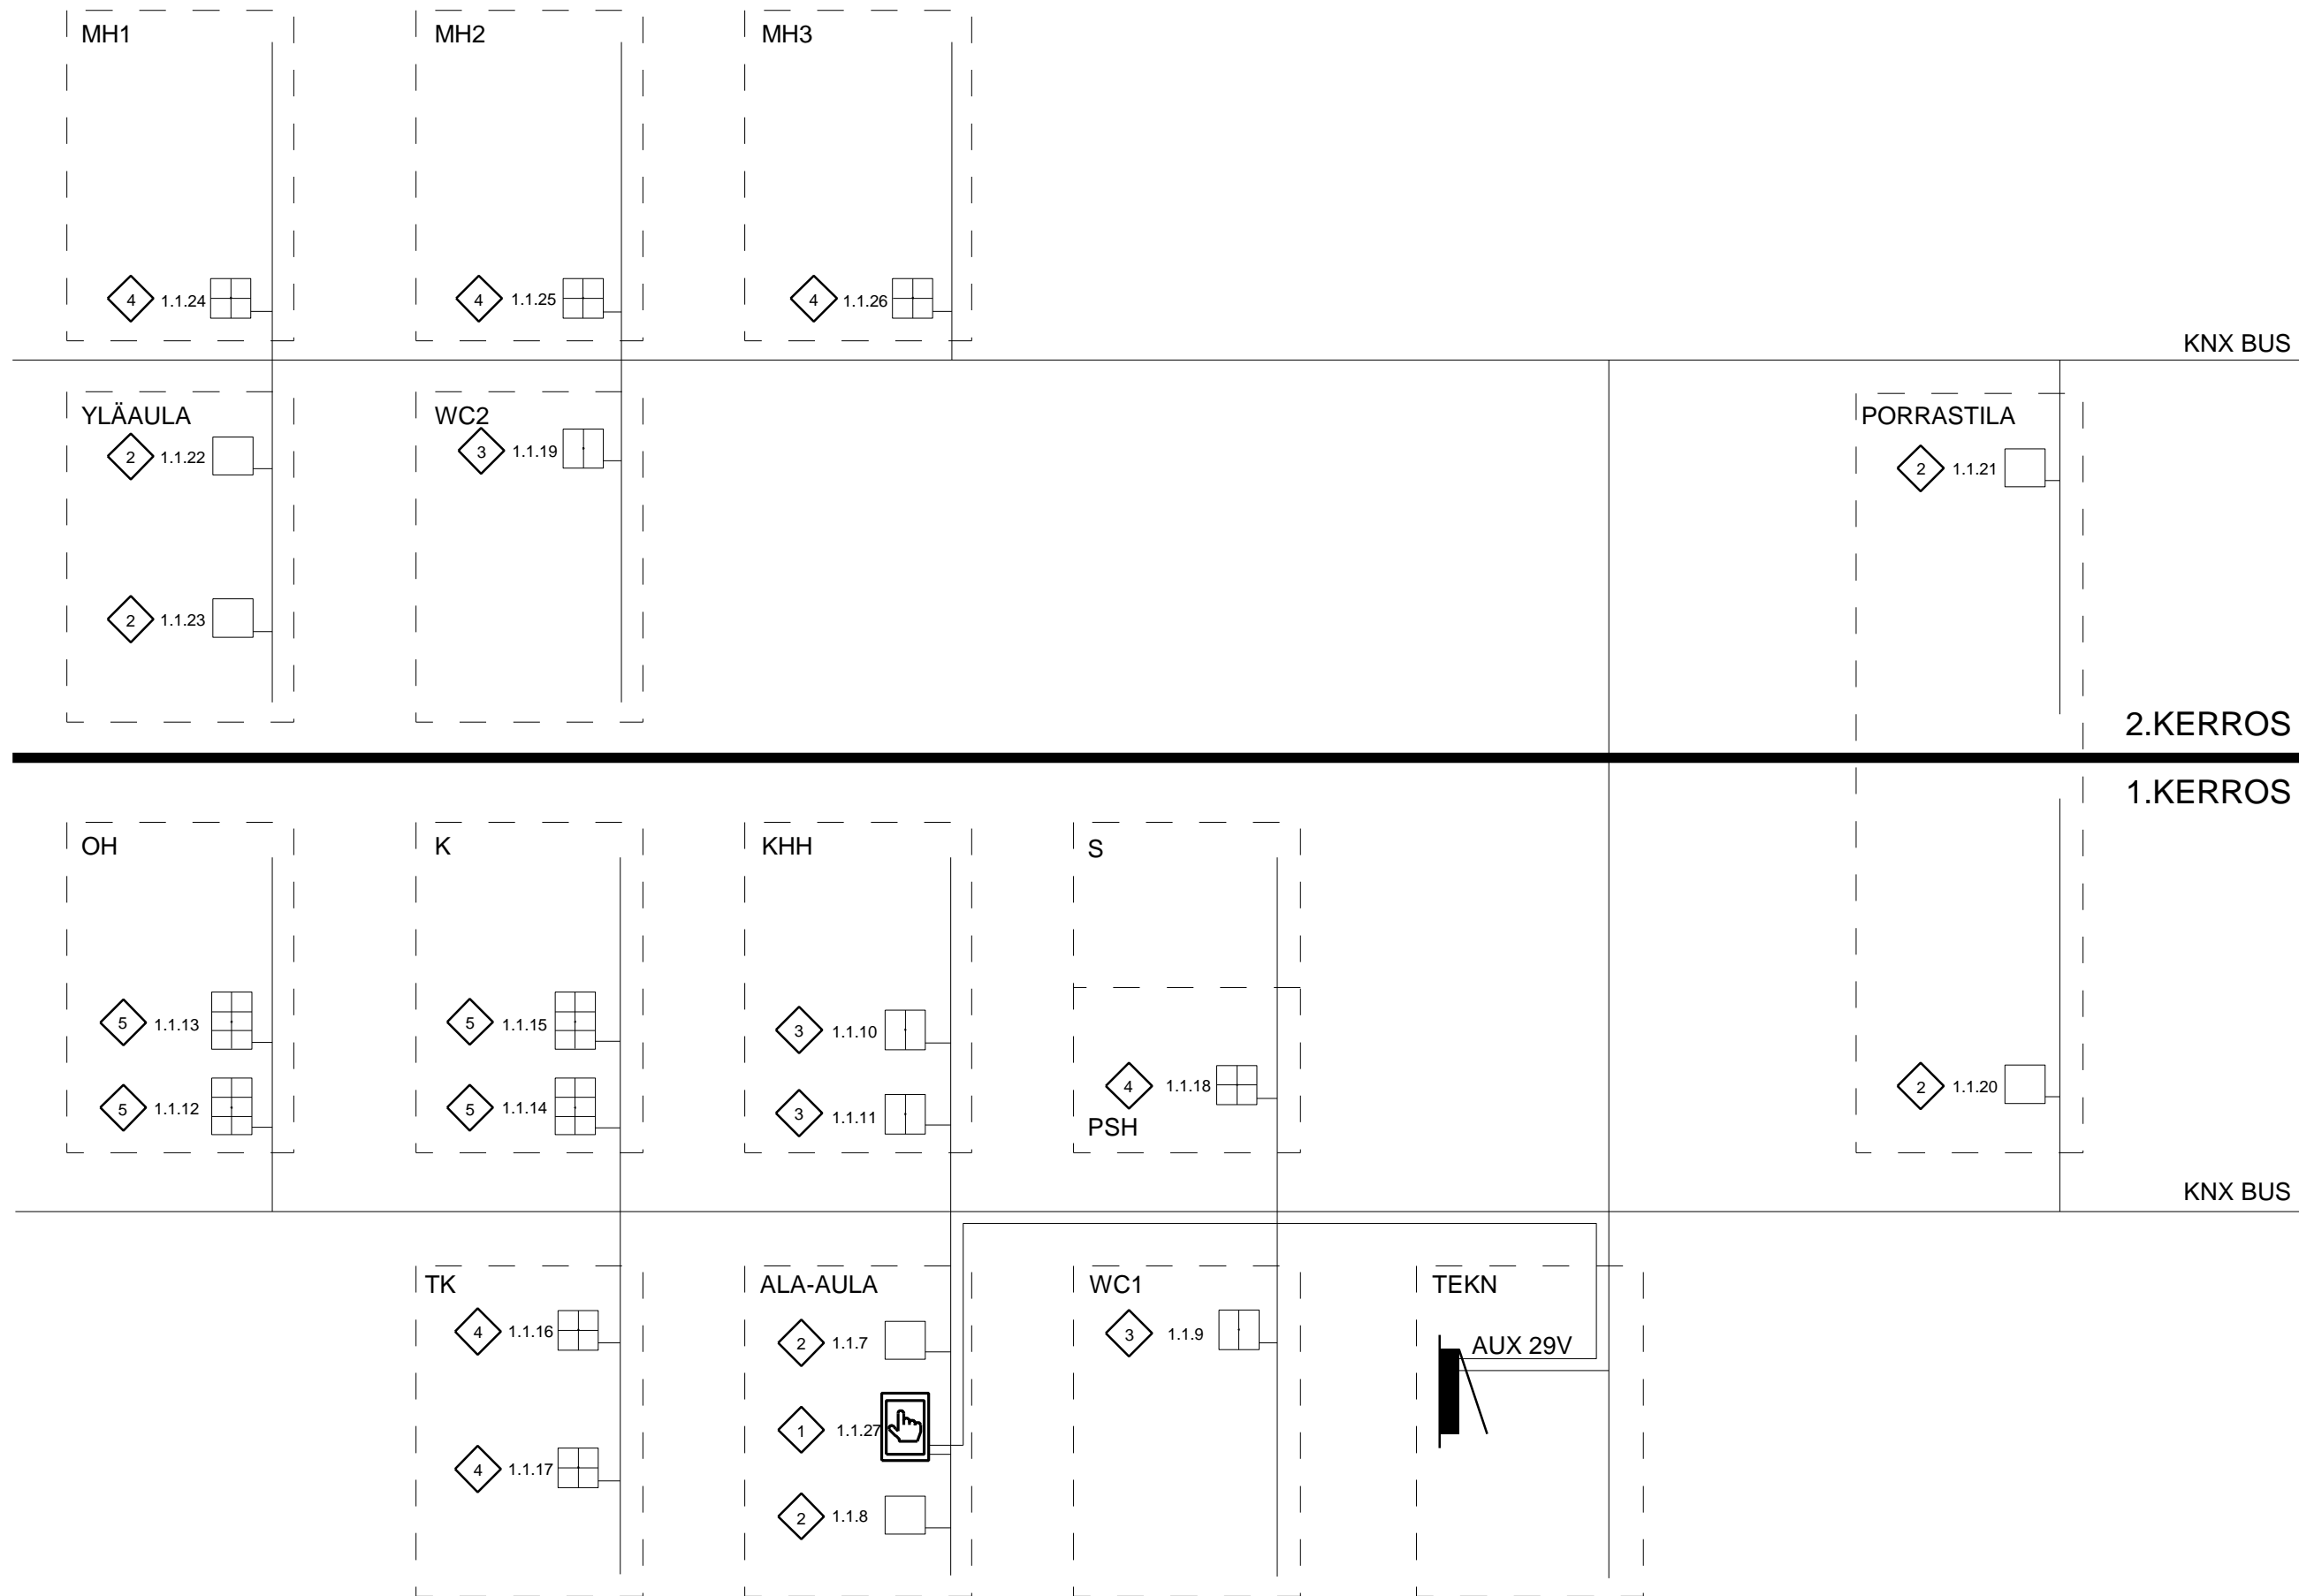 MH1
MH2
MH3
4 1.1.24
4 1.1.25
4 1.1.26
KNX BUS
YLÄAULA
WC2
PORRASTILA
2 1.1.22
3 1.1.19
2 1.1.21
2 1.1.23
2.KERROS
1.KERROS
OH
K
KHH
S
5 1.1.13
5 1.1.15
3 1.1.10
5 1.1.12
5 1.1.14
3 1.1.11
4 1.1.18
2 1.1.20
PSH
KNX BUS
TK
ALA-AULA
WC1
TEKN
4 1.1.16
2 1.1.7
3 1.1.9
AUX 29V
1 1.1.27
4 1.1.17
2 1.1.8